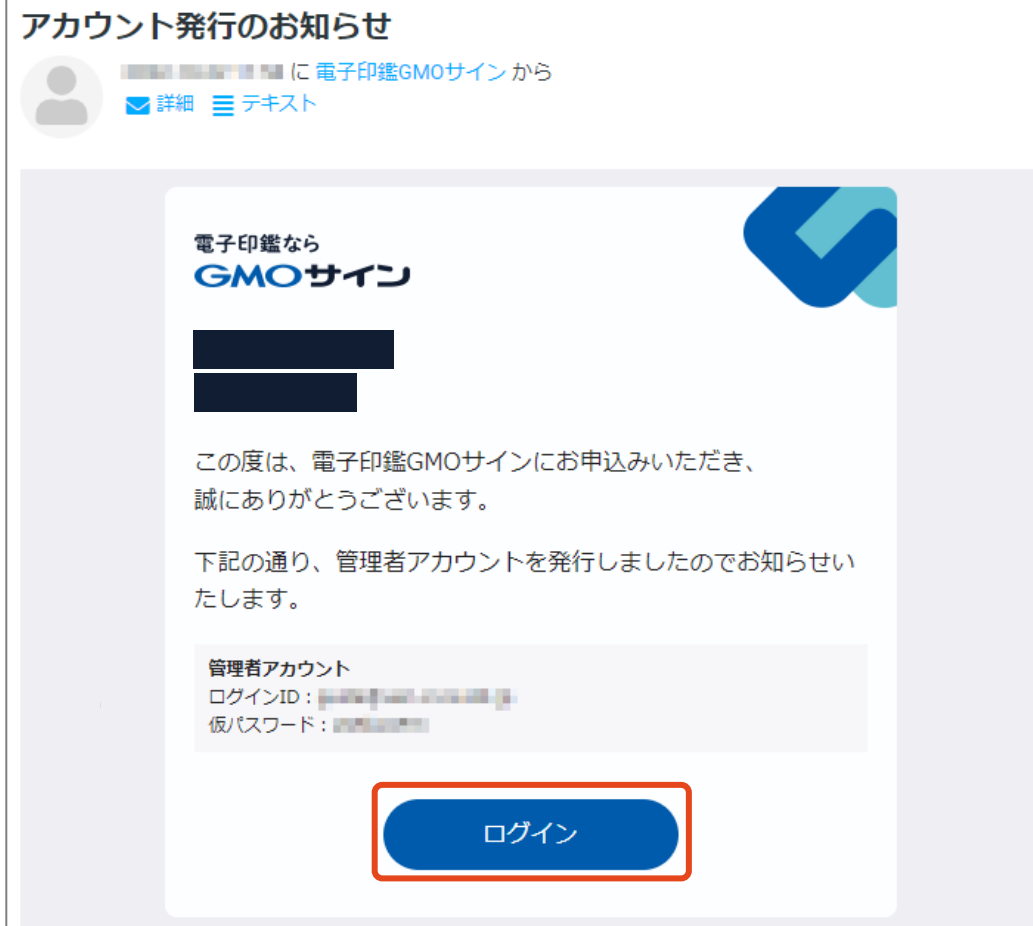 アカウント発行のお知らせ
に 電子印鑑GMOサイン から
詳細 テキスト
電子印鑑なら
GMOサイン
この度は、電子印鑑GMOサインにお申込みいただき、
誠にありがとうございます。
下記の通り、管理者アカウントを発行しましたのでお知らせい
たします。
管理者アカウント
ログインID：
仮パスワード：
ログイン